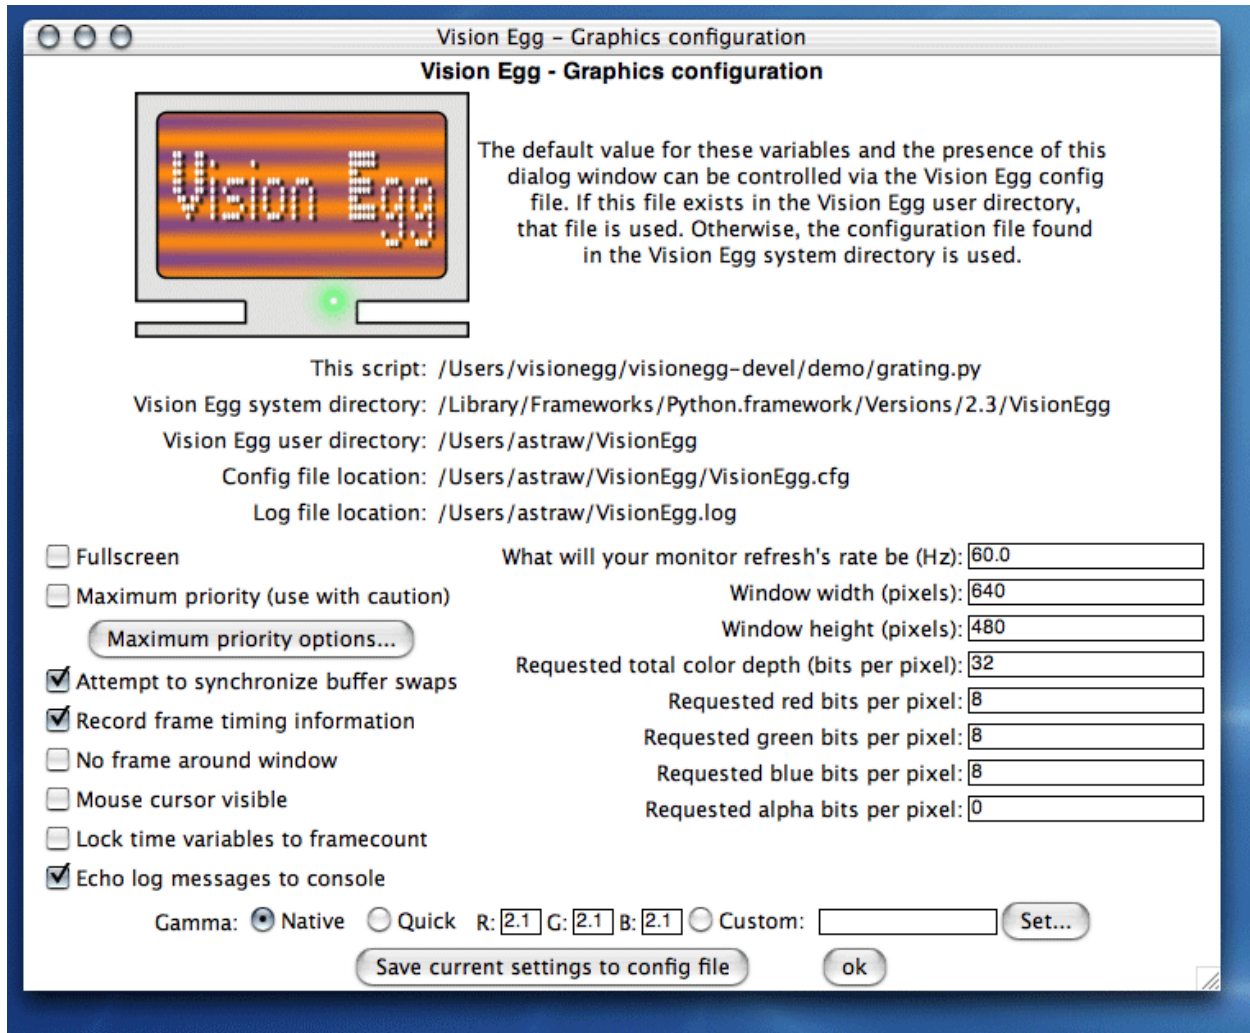 Vision Egg – Graphics configuration
Vision Egg - Graphics configuration
Vision Egg
The default value for these variables and the presence of this
dialog window can be controlled via the Vision Egg config
file. If this file exists in the Vision Egg user directory,
that file is used. Otherwise, the configuration file found
in the Vision Egg system directory is used.
This script: /Users/visionegg/visionegg-devel/demo/grating.py
Vision Egg system directory: /Library/Frameworks/Python.framework/Versions/2.3/VisionEgg
Vision Egg user directory: /Users/astraw/VisionEgg
Config file location: /Users/astraw/VisionEgg/VisionEgg.cfg
Log file location: /Users/astraw/VisionEgg.log
Fullscreen
Maximum priority (use with caution)
Maximum priority options...
Attempt to synchronize buffer swaps
Record frame timing information
No frame around window
Mouse cursor visible
Lock time variables to framecount
Echo log messages to console
What will your monitor refresh's rate be (Hz): 60.0
Window width (pixels): 640
Window height (pixels): 480
Requested total color depth (bits per pixel): 32
Requested red bits per pixel: 8
Requested green bits per pixel: 8
Requested blue bits per pixel: 8
Requested alpha bits per pixel: 0
Gamma: Native Quick R: 2.1 G: 2.1 B: 2.1 Custom: Set...
Save current settings to config file ok